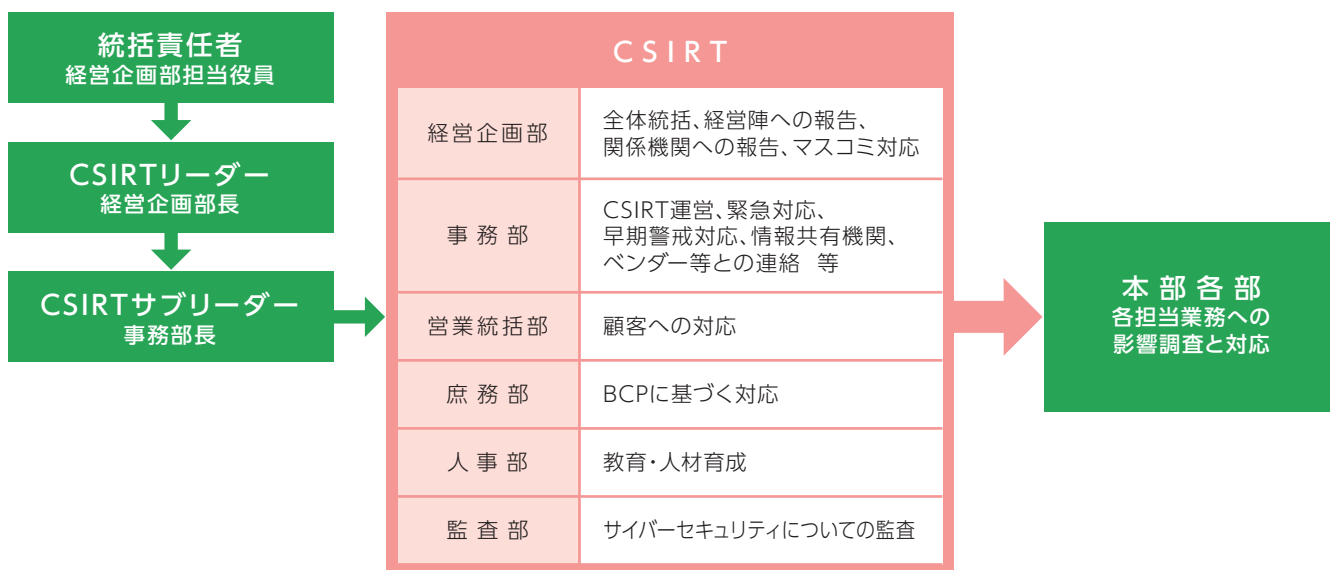 統括責任者
経営企画部担当役員
CSIRTリーダー
経営企画部長
CSIRTサブリーダー
事務部長
CSIRT
経営企画部
全体統括、経営陣への報告、
関係機関への報告、マスコミ対応
事務部
CSIRT運営、緊急対応、
早期警戒対応、情報共有機関、
ベンダー等との連絡 等
営業統括部
顧客への対応
庶務部
BCPに基づく対応
人事部
教育・人材育成
監査部
サイバーセキュリティについての監査
本部各部
各担当業務への
影響調査と対応